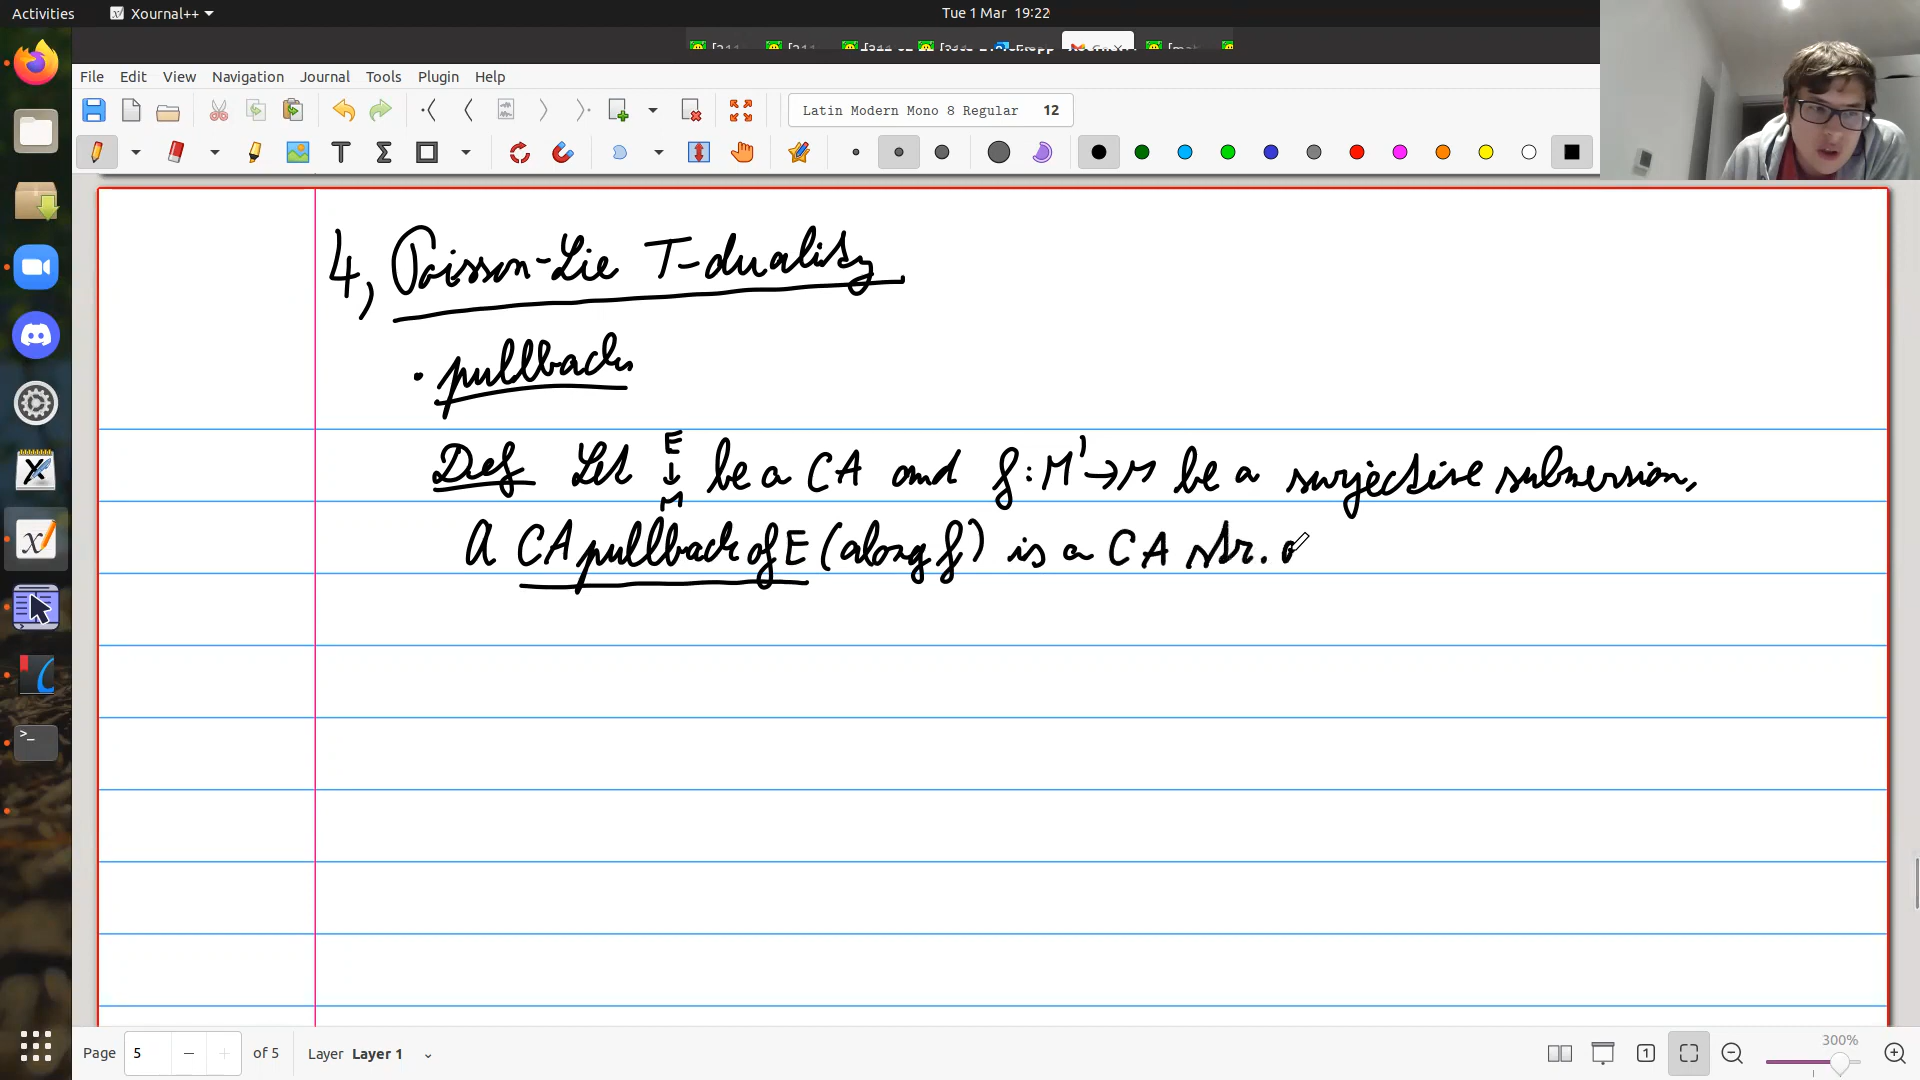 Activities Xournal++ Tue 1 Mar 19:22
File Edit View Navigation Journal Tools Plugin Help
Latin Modern Mono 8 Regular 12
4, Poisson-Lie T-duality
• pullbacks
Def Let E ↓ M be a CA and f: M' → M be a surjective submersion,
A CA pullback of E (along f) is a CA str. o
Page 5 of 5 Layer Layer 1 300%